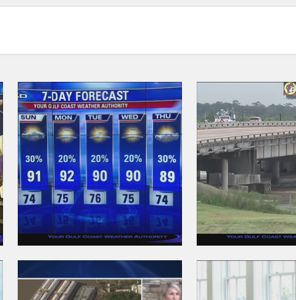 7-DAY FORECAST
YOUR GULF COAST WEATHER AUTHORITY
SUN MON TUE WED THU
30% 20% 20% 20% 30%
91 92 90 90 89
74 75 76 75 74
YOUR GULF COAST WEATHER AUTHORITY
YOUR GULF COAST WEATHER